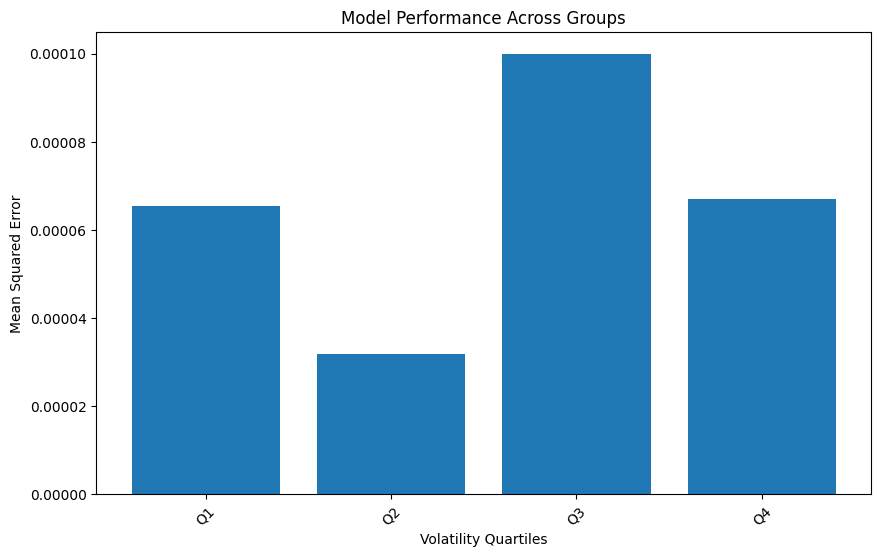 Model Performance Across Groups
Mean Squared Error
0.00010
0.00008
0.00006
0.00004
0.00002
0.00000
Q1
Q2
Q3
Q4
Volatility Quartiles